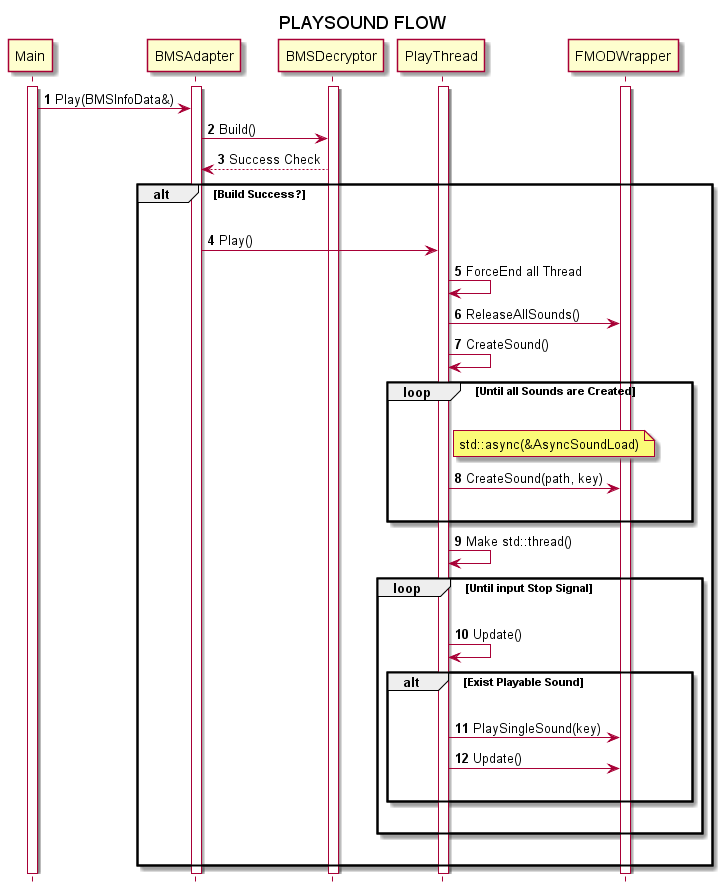 PLAYSOUND FLOW
Main
BMSAdapter
BMSDecryptor
PlayThread
FMODWrapper
1 Play(BMSInfoData&)
2 Build()
3 Success Check
alt [Build Success?]
4 Play()
5 ForceEnd all Thread
6 ReleaseAllSounds()
7 CreateSound()
loop [Until all Sounds are Created]
std::async(&AsyncSoundLoad)
8 CreateSound(path, key)
9 Make std::thread()
loop [Until input Stop Signal]
10 Update()
alt [Exist Playable Sound]
11 PlaySingleSound(key)
12 Update()